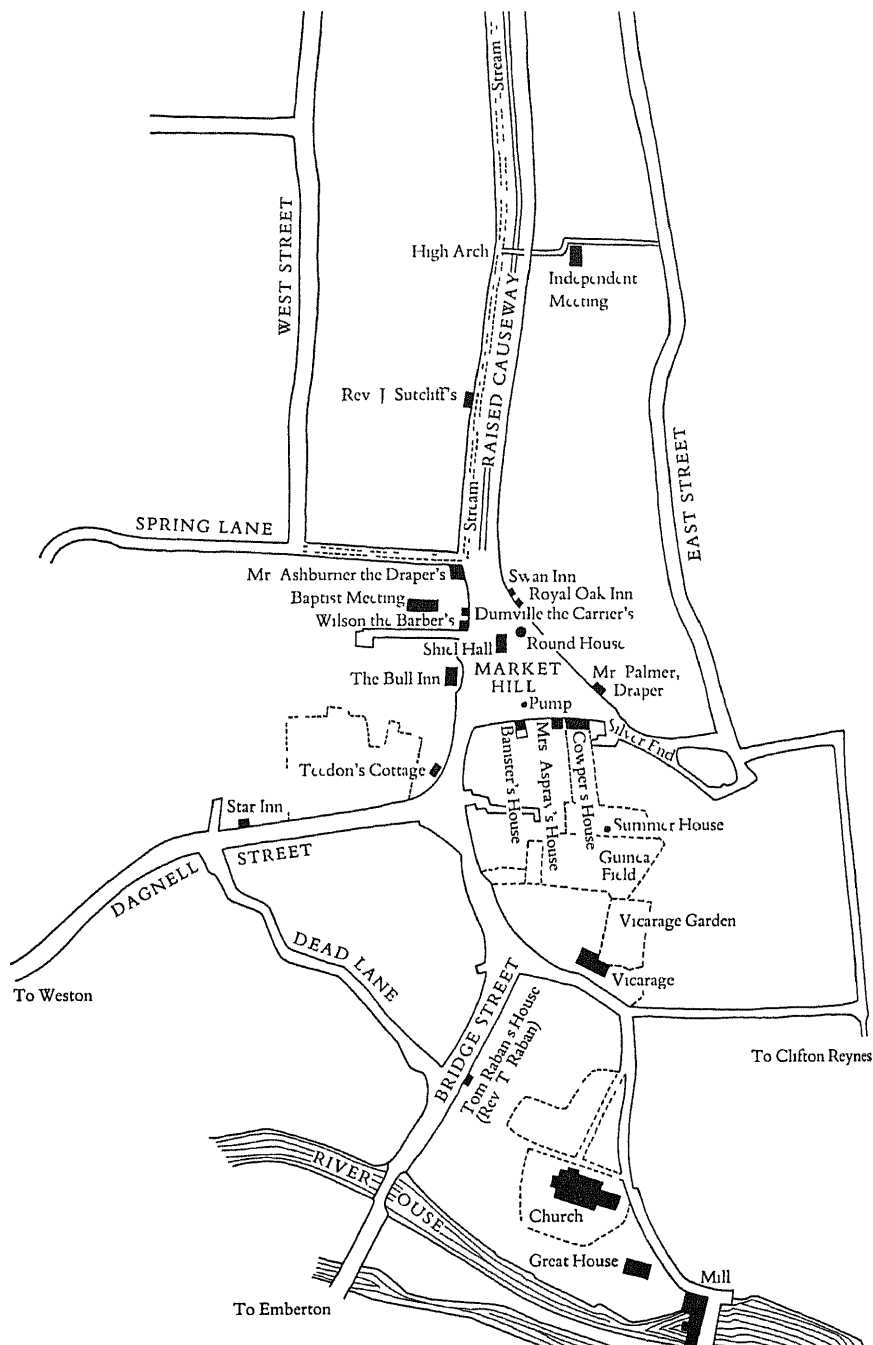 Stream
WEST STREET
High Arch
Independent
Meeting
RAISED CAUSEWAY
Rev J Sutcliff's
EAST STREET
Stream
SPRING LANE
Mr Ashburner the Draper's
Swan Inn
Royal Oak Inn
Baptist Meeting
Dumville the Carrier's
Wilson the Barber's
Round House
Shiel Hall
MARKET
HILL
The Bull Inn
Mr Palmer,
Draper
Pump
Silver End
Banister's House
Mrs Aspray's House
Cowper s House
Teedon's Cottage
Star Inn
Summer House
DAGNELL STREET
Guinea
Field
Vicarage Garden
DEAD LANE
Vicarage
To Weston
BRIDGE STREET
Tom Raban s House
(Rev T Raban)
To Clifton Reynes
RIVER OUSE
Church
Great House
Mill
To Emberton